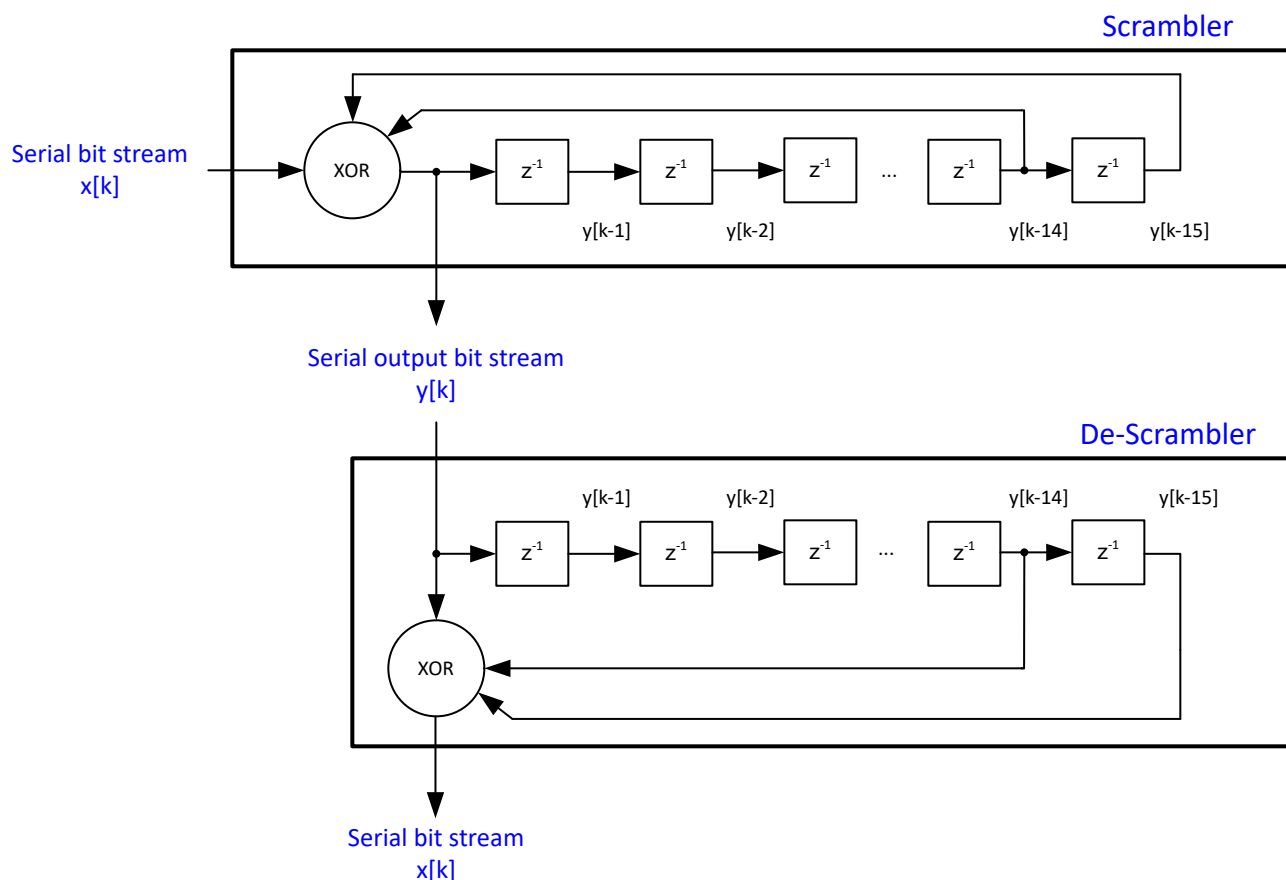 Scrambler
Serial bit stream
x[k]
XOR
z-1
z-1
z-1
...
z-1
z-1
y[k-1]
y[k-2]
y[k-14]
y[k-15]
Serial output bit stream
y[k]
De-Scrambler
y[k-1]
y[k-2]
y[k-14]
y[k-15]
z-1
z-1
z-1
...
z-1
z-1
XOR
Serial bit stream
x[k]